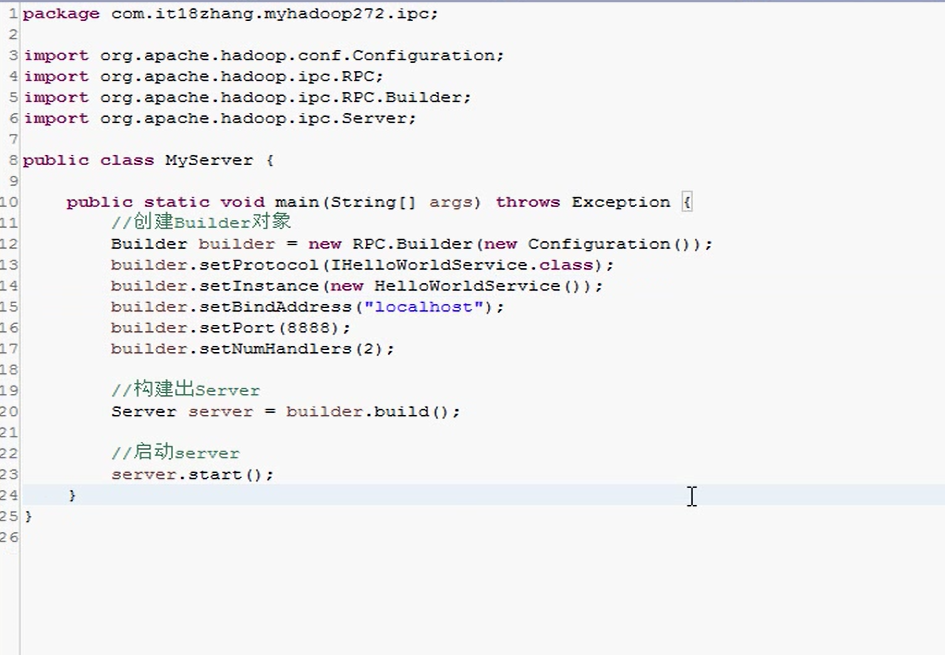 1 package com.it18zhang.myhadoop272.ipc;
2
3 import org.apache.hadoop.conf.Configuration;
4 import org.apache.hadoop.ipc.RPC;
5 import org.apache.hadoop.ipc.RPC.Builder;
6 import org.apache.hadoop.ipc.Server;
7
8 public class MyServer {
9
10     public static void main(String[] args) throws Exception {
11         //创建Builder对象
12         Builder builder = new RPC.Builder(new Configuration());
13         builder.setProtocol(IHelloWorldService.class);
14         builder.setInstance(new HelloWorldService());
15         builder.setBindAddress("localhost");
16         builder.setPort(8888);
17         builder.setNumHandlers(2);
18
19         //构建出Server
20         Server server = builder.build();
21
22         //启动server
23         server.start();
24     }
25 }
26